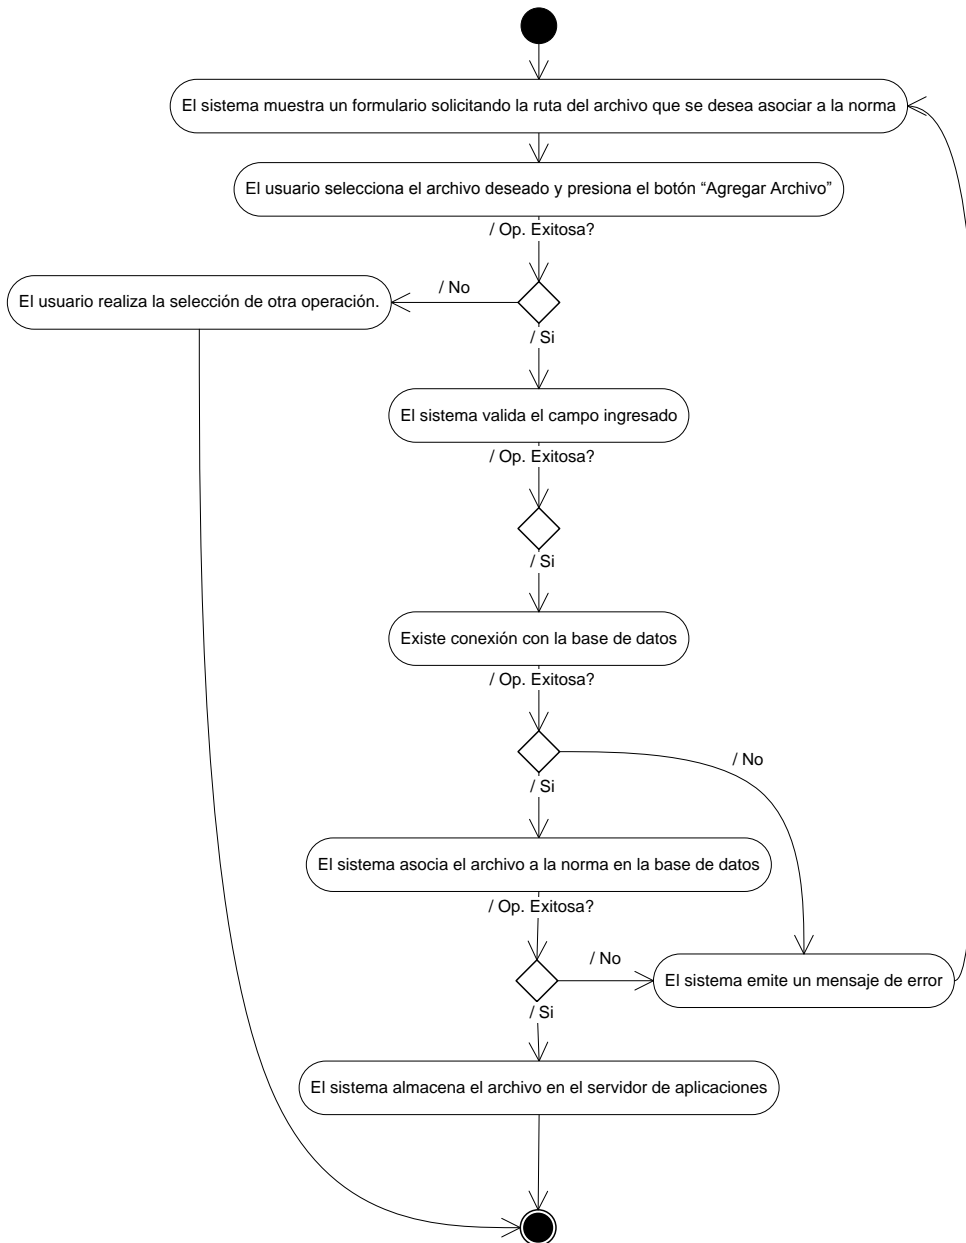 El sistema muestra un formulario solicitando la ruta del archivo que se desea asociar a la norma
El usuario selecciona el archivo deseado y presiona el botón “Agregar Archivo”
/ Op. Exitosa?
/ No
El usuario realiza la selección de otra operación.
/ Si
El sistema valida el campo ingresado
/ Op. Exitosa?
/ Si
Existe conexión con la base de datos
/ Op. Exitosa?
/ No
/ Si
El sistema asocia el archivo a la norma en la base de datos
/ Op. Exitosa?
/ No
El sistema emite un mensaje de error
/ Si
El sistema almacena el archivo en el servidor de aplicaciones